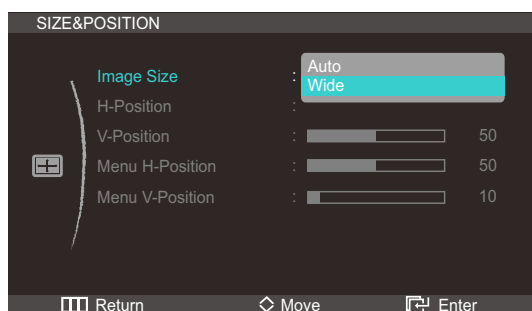 SIZE&POSITION
Image Size : Auto
Wide
H-Position :
V-Position : 50
Menu H-Position : 50
Menu V-Position : 10
Return Move Enter